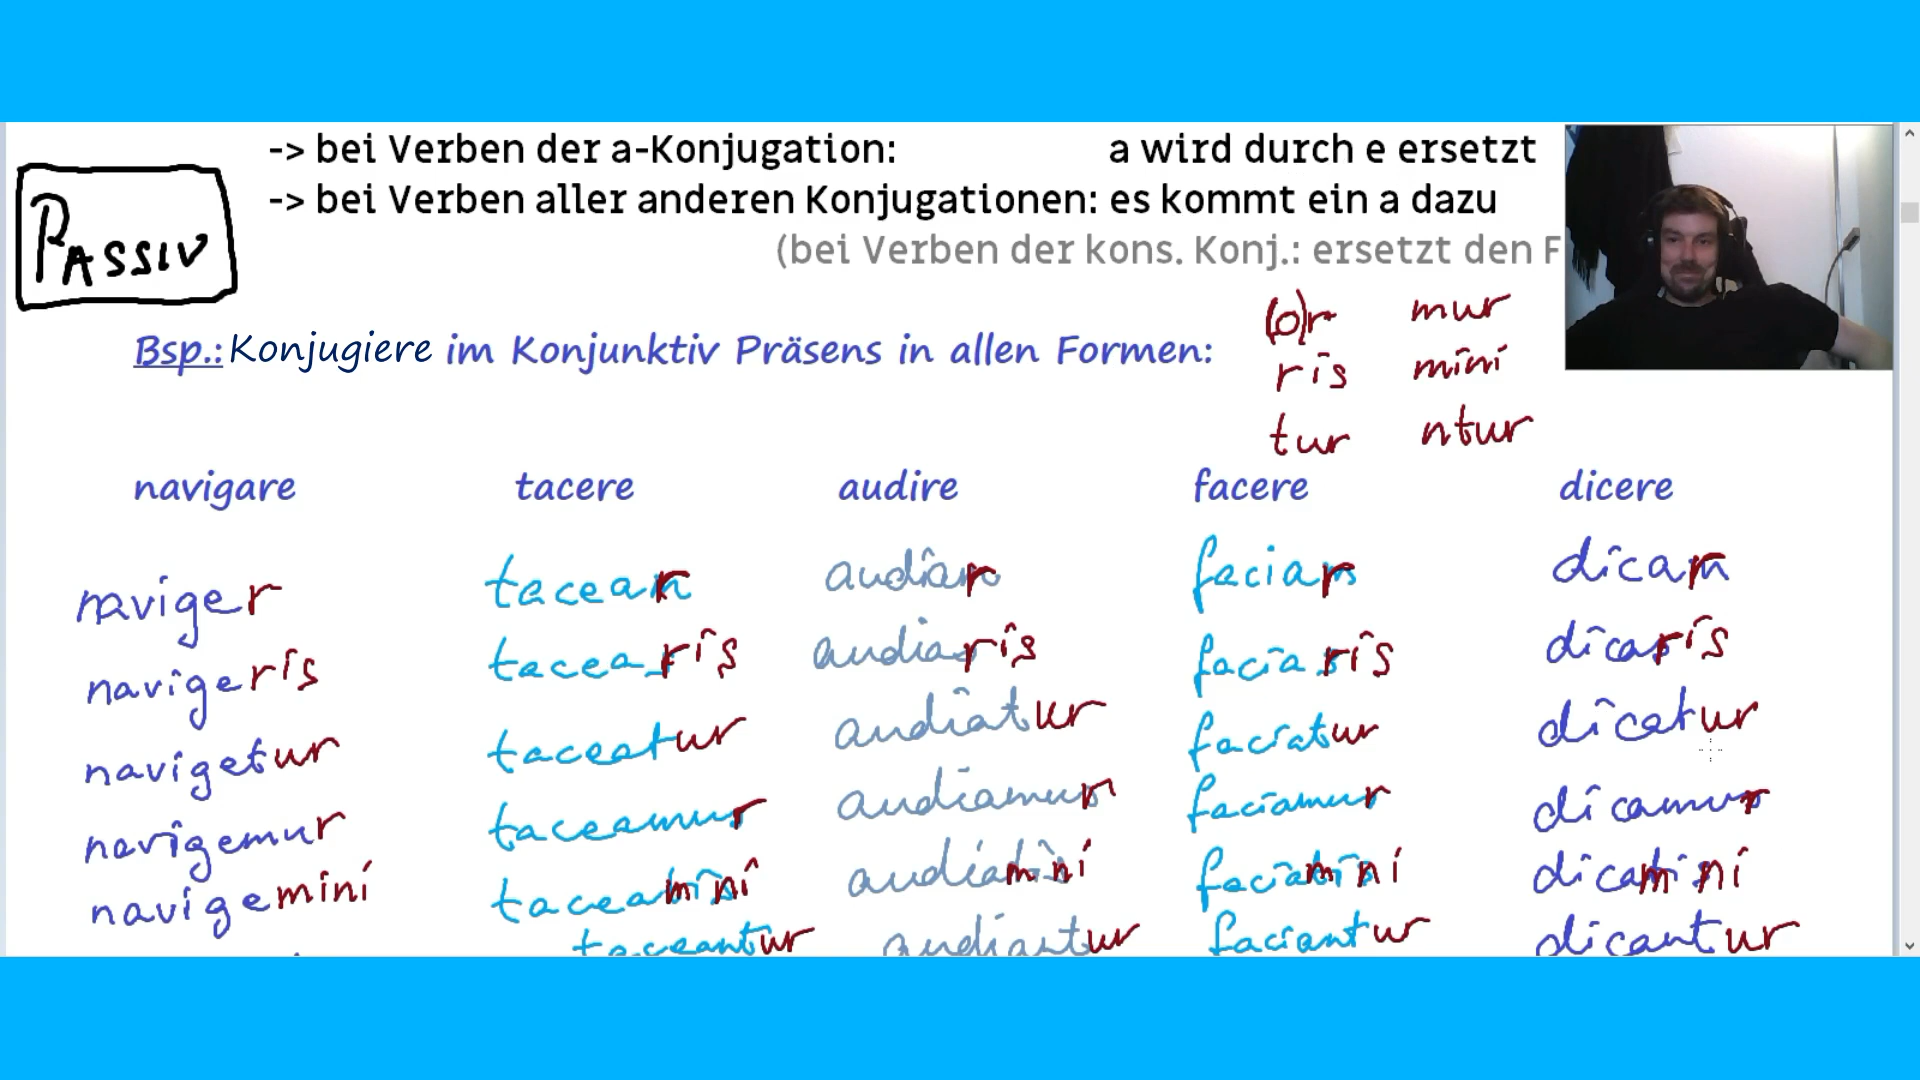 -> bei Verben der a-Konjugation: a wird durch e ersetzt
-> bei Verben aller anderen Konjugationen: es kommt ein a dazu
(bei Verben der kons. Konj.: ersetzt den F
PASSIV
Bsp.: Konjugiere im Konjunktiv Präsens in allen Formen:
(o)r mur
ris mini
tur ntur
navigare tacere audire facere dicere
naviger tacear audiar faciar dicar
navigeris tacearis audiaris faciaris dicaris
navigetur taceatur audiatur faciatur dicatur
navigemur taceamur audiamur faciamur dicamur
navigemini taceamini audiamini faciamini dicamini
taceantur audiantur faciantur dicantur